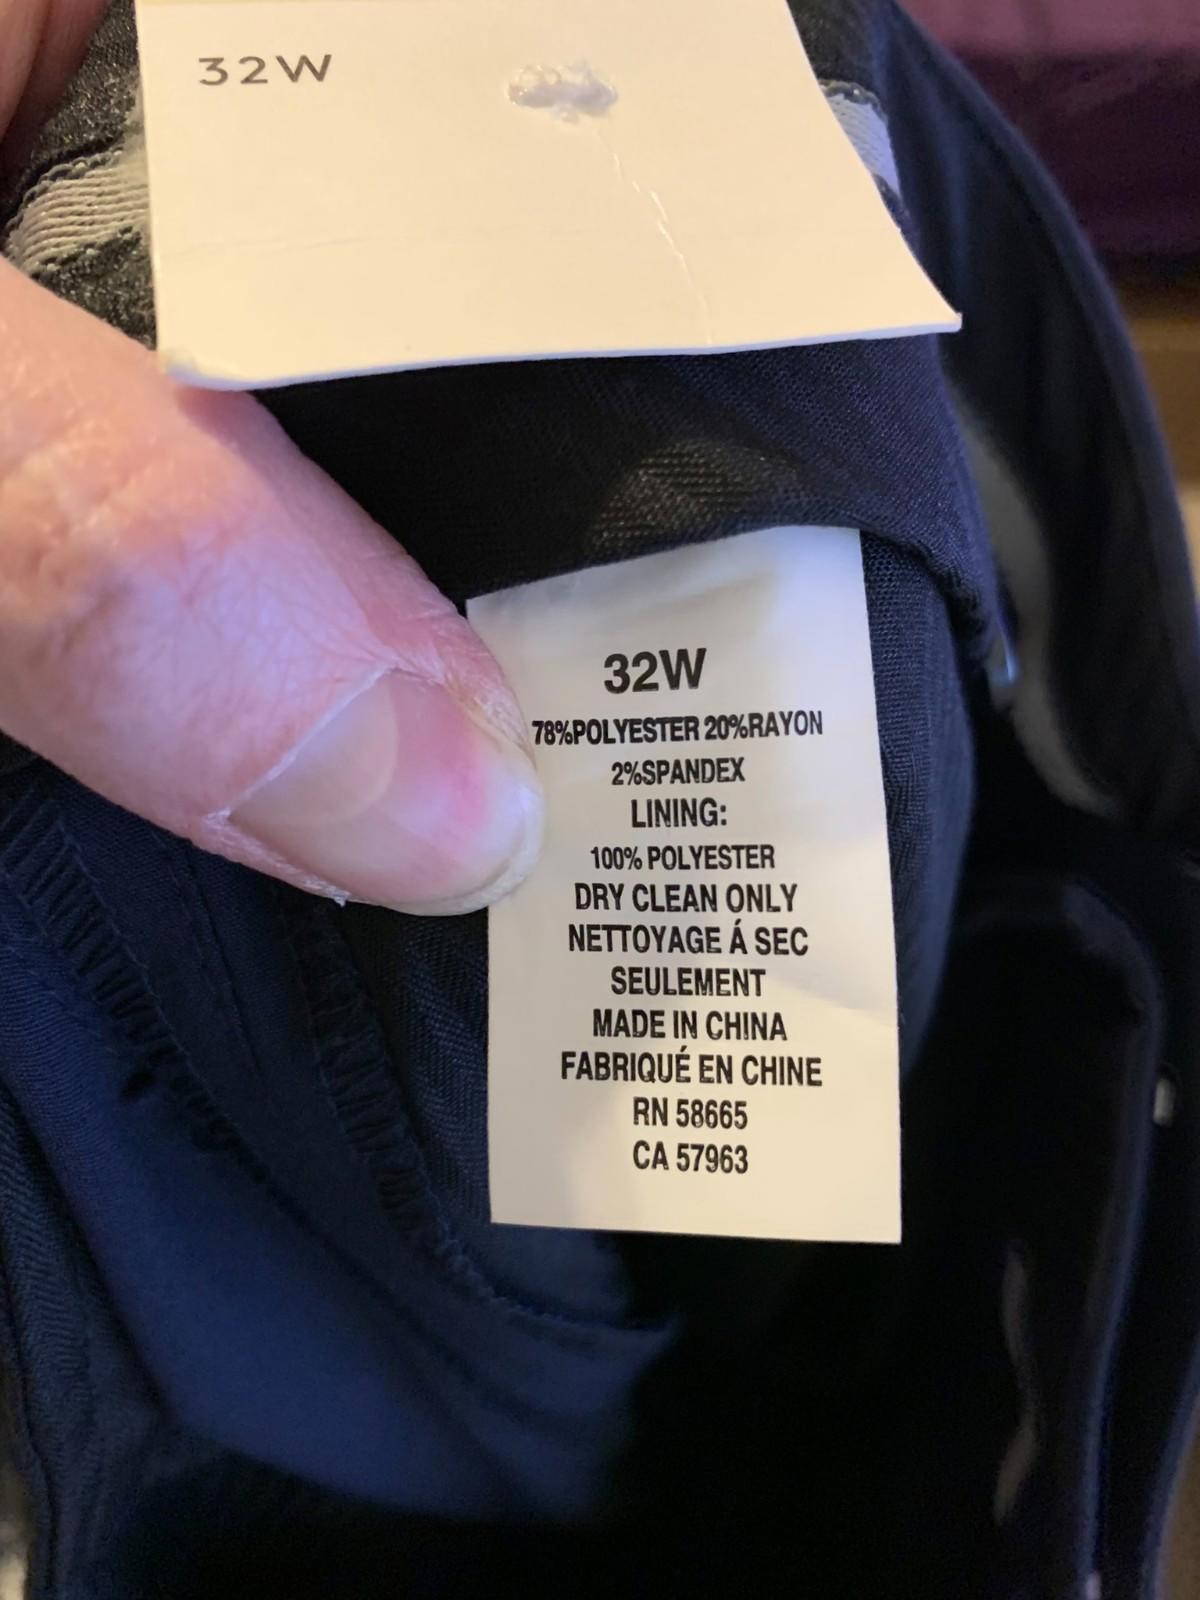 32W
32W
78%POLYESTER 20%RAYON
2%SPANDEX
LINING:
100% POLYESTER
DRY CLEAN ONLY
NETTOYAGE Á SEC
SEULEMENT
MADE IN CHINA
FABRIQUÉ EN CHINE
RN 58665
CA 57963